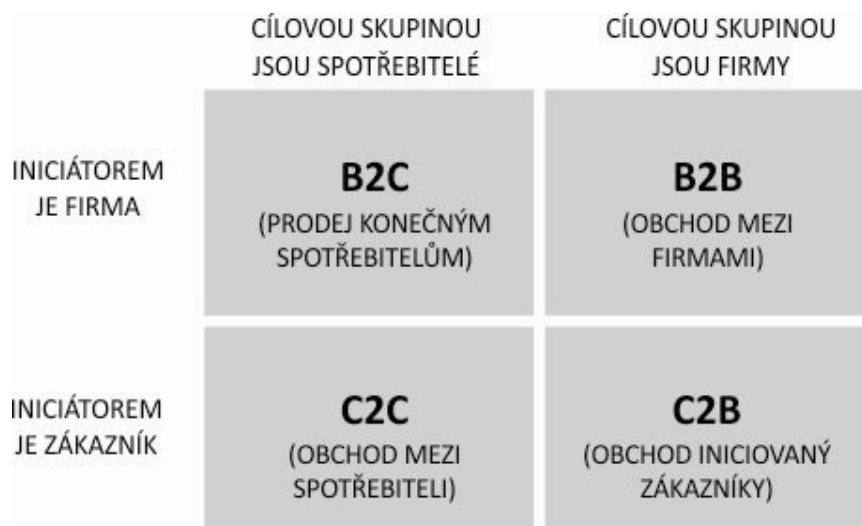 CÍLOVOU SKUPINOU
JSOU SPOTŘEBITELÉ
CÍLOVOU SKUPINOU
JSOU FIRMY
INICIÁTOREM
JE FIRMA
B2C
(PRODEJ KONEČNÝM
SPOTŘEBITELŮM)
B2B
(OBCHOD MEZI
FIRMAMI)
INICIÁTOREM
JE ZÁKAZNÍK
C2C
(OBCHOD MEZI
SPOTŘEBITELI)
C2B
(OBCHOD INICIOVANÝ
ZÁKAZNÍKY)